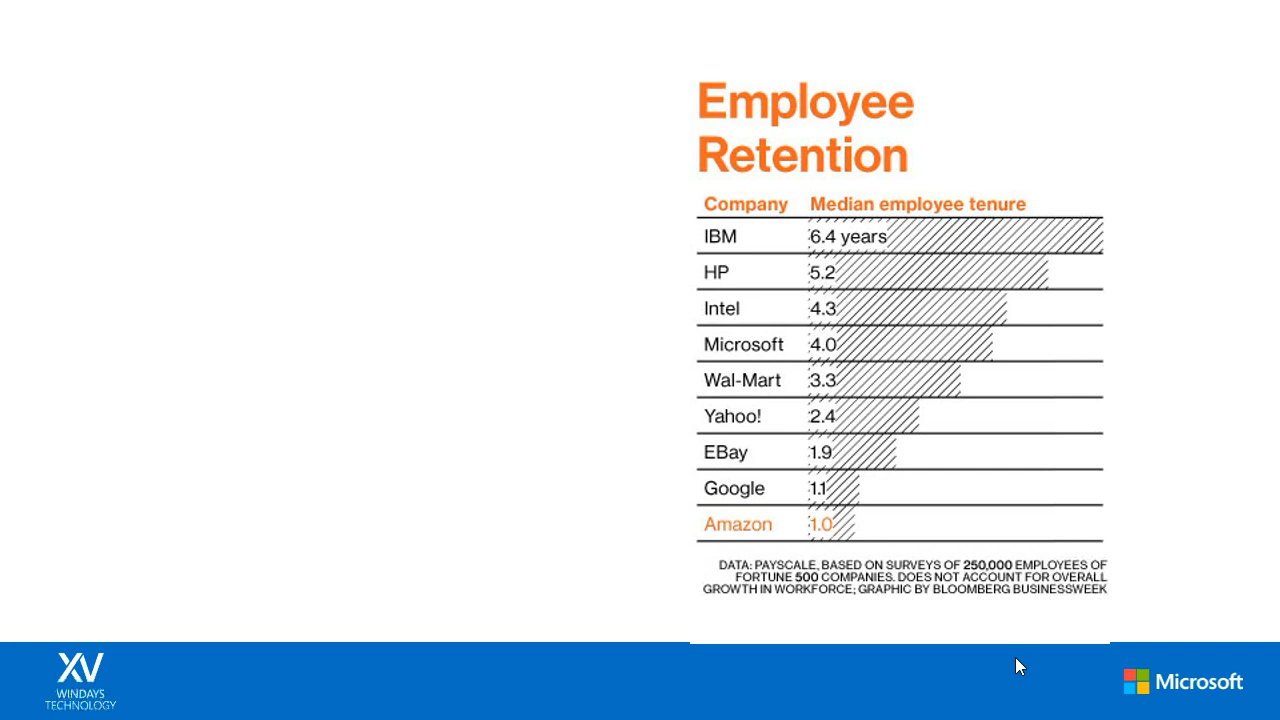 Employee
Retention
Company Median employee tenure
IBM 6.4 years
HP 5.2
Intel 4.3
Microsoft 4.0
Wal-Mart 3.3
Yahoo! 2.4
EBay 1.9
Google 1.1
Amazon 1.0
DATA: PAYSCALE, BASED ON SURVEYS OF 250,000 EMPLOYEES OF
FORTUNE 500 COMPANIES. DOES NOT ACCOUNT FOR OVERALL
GROWTH IN WORKFORCE; GRAPHIC BY BLOOMBERG BUSINESSWEEK
XV
WINDAYS
TECHNOLOGY
Microsoft